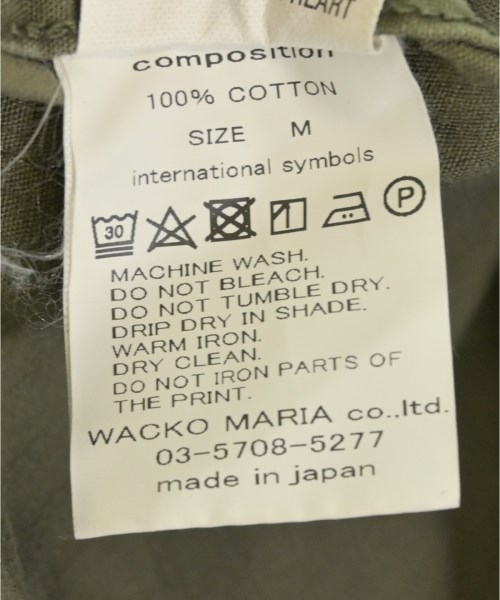 HEART
composition
100% COTTON
SIZE M
international symbols
30 P
MACHINE WASH.
DO NOT BLEACH.
DO NOT TUMBLE DRY.
DRIP DRY IN SHADE.
WARM IRON.
DRY CLEAN.
DO NOT IRON PARTS OF
THE PRINT.
WACKO MARIA co.,ltd.
03-5708-5277
made in japan